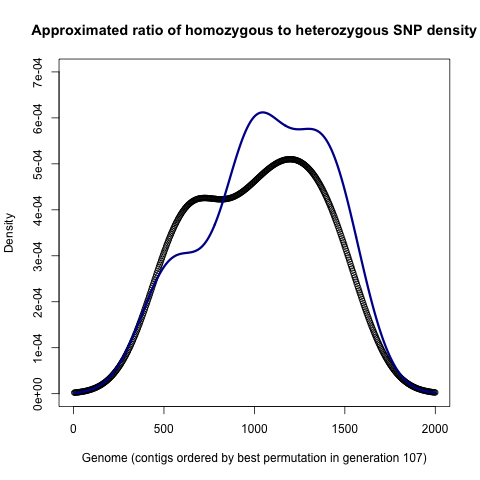 Approximated ratio of homozygous to heterozygous SNP density
7e-04
6e-04
5e-04
4e-04
3e-04
2e-04
1e-04
0e+00
Density
0 500 1000 1500 2000
Genome (contigs ordered by best permutation in generation 107)